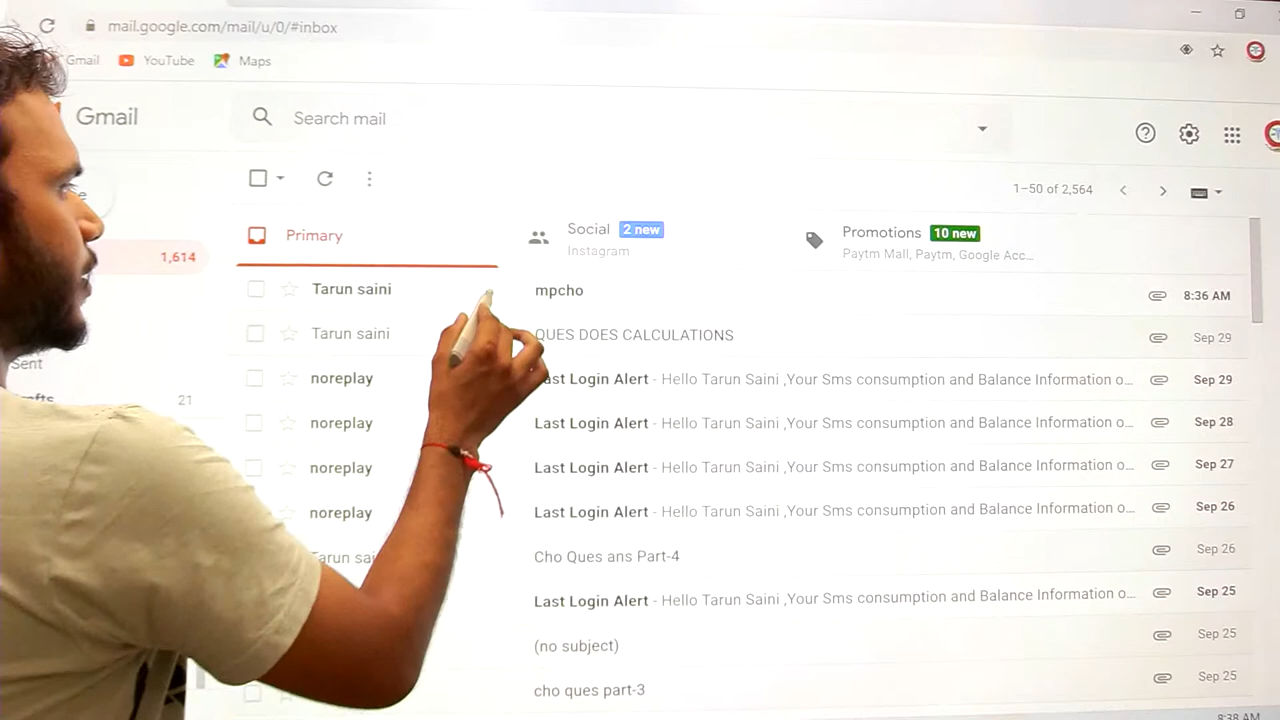 mail.google.com/mail/u/0/#inbox
Gmail YouTube Maps
Gmail Search mail
1–50 of 2,564
Primary Social 2 new Promotions 10 new
Instagram Paytm Mall, Paytm, Google Acc...
1,614
Tarun saini mpcho 8:36 AM
Tarun saini QUES DOES CALCULATIONS Sep 29
noreplay Last Login Alert - Hello Tarun Saini ,Your Sms consumption and Balance Information o... Sep 29
Sent noreplay Last Login Alert - Hello Tarun Saini ,Your Sms consumption and Balance Information o... Sep 28
21
noreplay Last Login Alert - Hello Tarun Saini ,Your Sms consumption and Balance Information o... Sep 27
noreplay Last Login Alert - Hello Tarun Saini ,Your Sms consumption and Balance Information o... Sep 26
Tarun sai Cho Ques ans Part-4 Sep 26
Last Login Alert - Hello Tarun Saini ,Your Sms consumption and Balance Information o... Sep 25
(no subject) Sep 25
cho ques part-3 Sep 25
8:38 AM